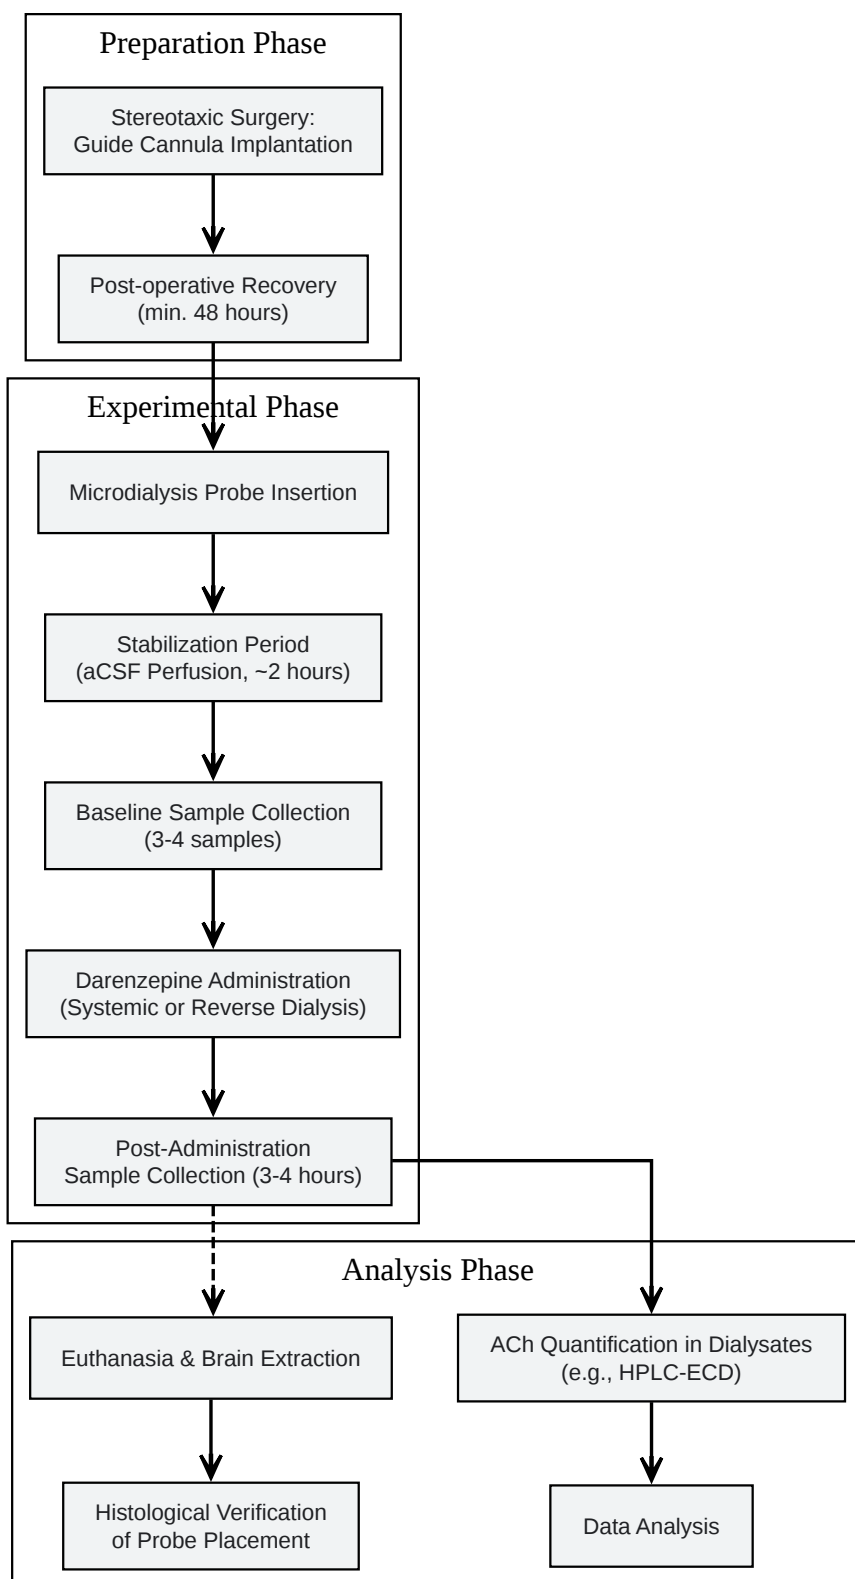 Preparation Phase
Stereotaxic Surgery:
Guide Cannula Implantation
Post-operative Recovery
(min. 48 hours)
Experimental Phase
Microdialysis Probe Insertion
Stabilization Period
(aCSF Perfusion, ~2 hours)
Baseline Sample Collection
(3-4 samples)
Darenzepine Administration
(Systemic or Reverse Dialysis)
Post-Administration
Sample Collection (3-4 hours)
Analysis Phase
Euthanasia & Brain Extraction
ACh Quantification in Dialysates
(e.g., HPLC-ECD)
Histological Verification
of Probe Placement
Data Analysis